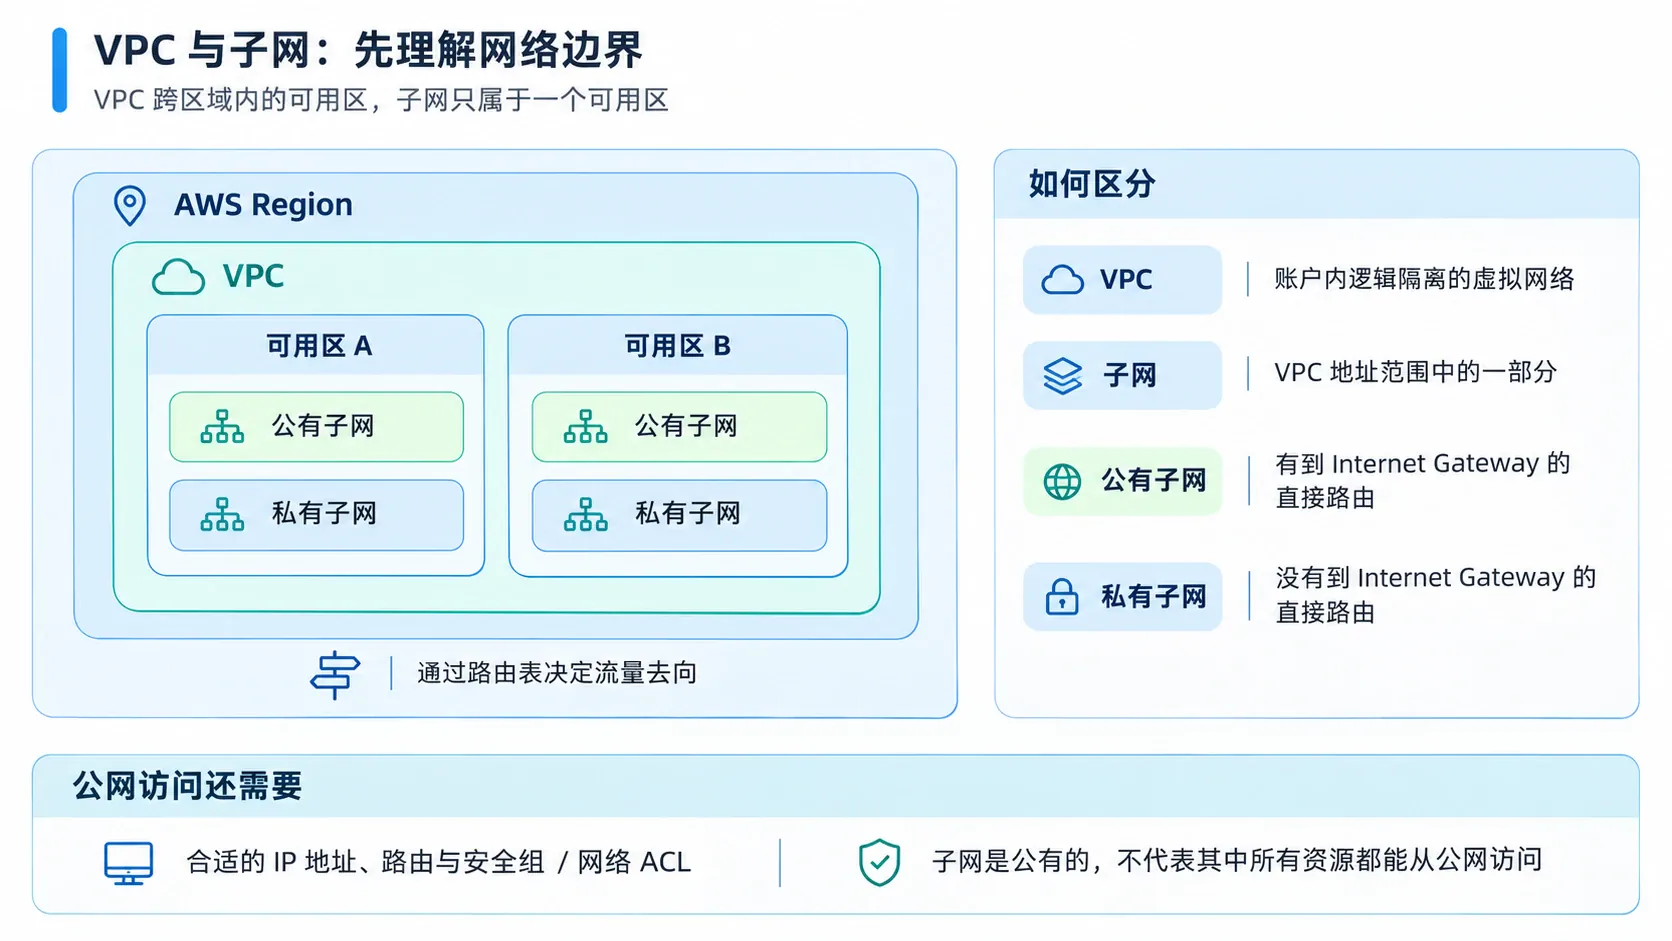 VPC 与子网：先理解网络边界
VPC 跨区域内的可用区，子网只属于一个可用区
AWS Region
VPC
可用区 A
公有子网
私有子网
可用区 B
公有子网
私有子网
通过路由表决定流量去向
如何区分
VPC
账户内逻辑隔离的虚拟网络
子网
VPC 地址范围中的一部分
公有子网
有到 Internet Gateway 的
直接路由
私有子网
没有到 Internet Gateway 的
直接路由
公网访问还需要
合适的 IP 地址、路由与安全组 / 网络 ACL
子网是公有的，不代表其中所有资源都能从公网访问